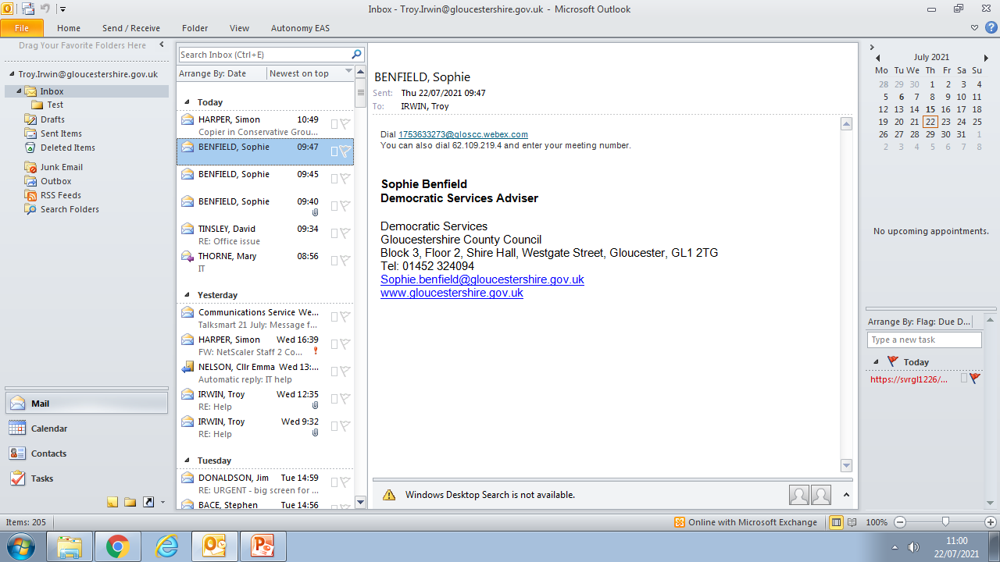 Inbox - Troy.Irwin@gloucestershire.gov.uk - Microsoft Outlook
File Home Send / Receive Folder View Autonomy EAS
Drag Your Favorite Folders Here
Troy.Irwin@gloucestershire.gov.uk
Inbox
Test
Drafts
Sent Items
Deleted Items
Junk Email
Outbox
RSS Feeds
Search Folders
Mail
Calendar
Contacts
Tasks
Search Inbox (Ctrl+E)
Arrange By: Date Newest on top
Today
HARPER, Simon 10:49
Copier in Conservative Grou...
BENFIELD, Sophie 09:47
BENFIELD, Sophie 09:45
BENFIELD, Sophie 09:40
TINSLEY, David 09:34
RE: Office issue
THORNE, Mary 08:56
IT
Yesterday
Communications Service We...
Talksmart 21 July: Message f...
HARPER, Simon Wed 16:39
FW: NetScaler Staff 2 Co...
NELSON, Cllr Emma Wed 13:...
Automatic reply: IT help
IRWIN, Troy Wed 12:35
RE: Help
IRWIN, Troy Wed 9:32
RE: Help
Tuesday
DONALDSON, Jim Tue 14:59
RE: URGENT - big screen for ...
BACE, Stephen Tue 14:56
BENFIELD, Sophie
Sent: Thu 22/07/2021 09:47
To: IRWIN, Troy
Dial 1753633273@gloscc.webex.com
You can also dial 62.109.219.4 and enter your meeting number.
Sophie Benfield
Democratic Services Adviser
Democratic Services
Gloucestershire County Council
Block 3, Floor 2, Shire Hall, Westgate Street, Gloucester, GL1 2TG
Tel: 01452 324094
Sophie.benfield@gloucestershire.gov.uk
www.gloucestershire.gov.uk
Windows Desktop Search is not available.
July 2021
Mo Tu We Th Fr Sa Su
28 29 30 1 2 3 4
5 6 7 8 9 10 11
12 13 14 15 16 17 18
19 20 21 22 23 24 25
26 27 28 29 30 31 1
2 3 4 5 6 7 8
No upcoming appointments.
Arrange By: Flag: Due D...
Type a new task
Today
https://svrgl1226/...
Items: 205
Online with Microsoft Exchange
100%
11:00
22/07/2021